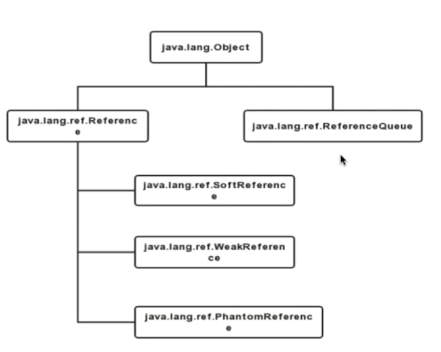 java.lang.Object
java.lang.ref.Referenc
e
java.lang.ref.ReferenceQueue
java.lang.ref.SoftReferenc
e
java.lang.ref.WeakReferen
ce
java.lang.ref.PhantomReferenc
e